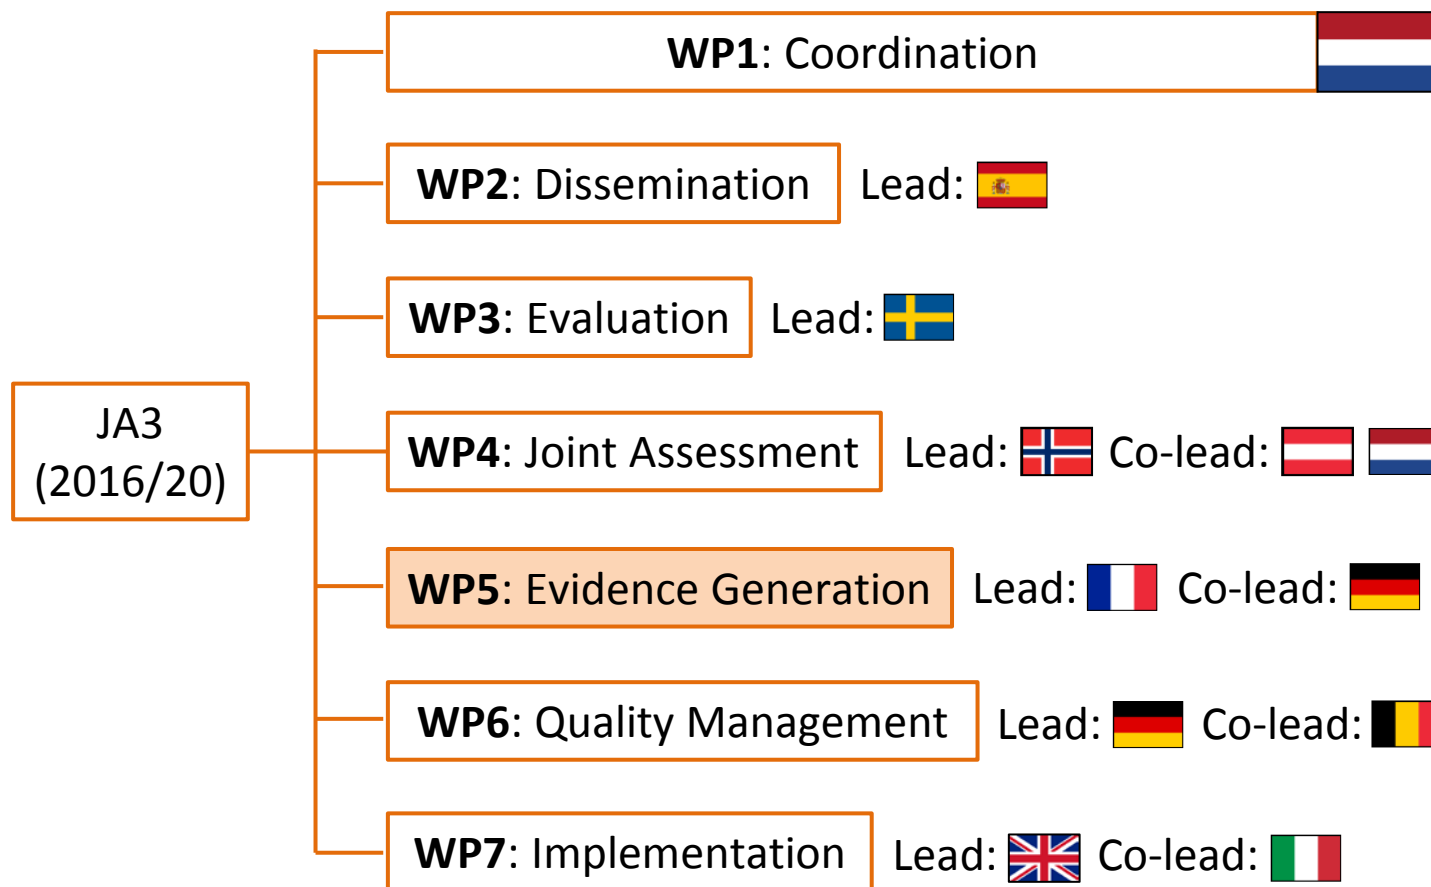 WP1: Coordination
WP2: Dissemination Lead:
WP3: Evaluation Lead:
JA3
(2016/20)
WP4: Joint Assessment Lead: Co-lead:
WP5: Evidence Generation Lead: Co-lead:
WP6: Quality Management Lead: Co-lead:
WP7: Implementation Lead: Co-lead: